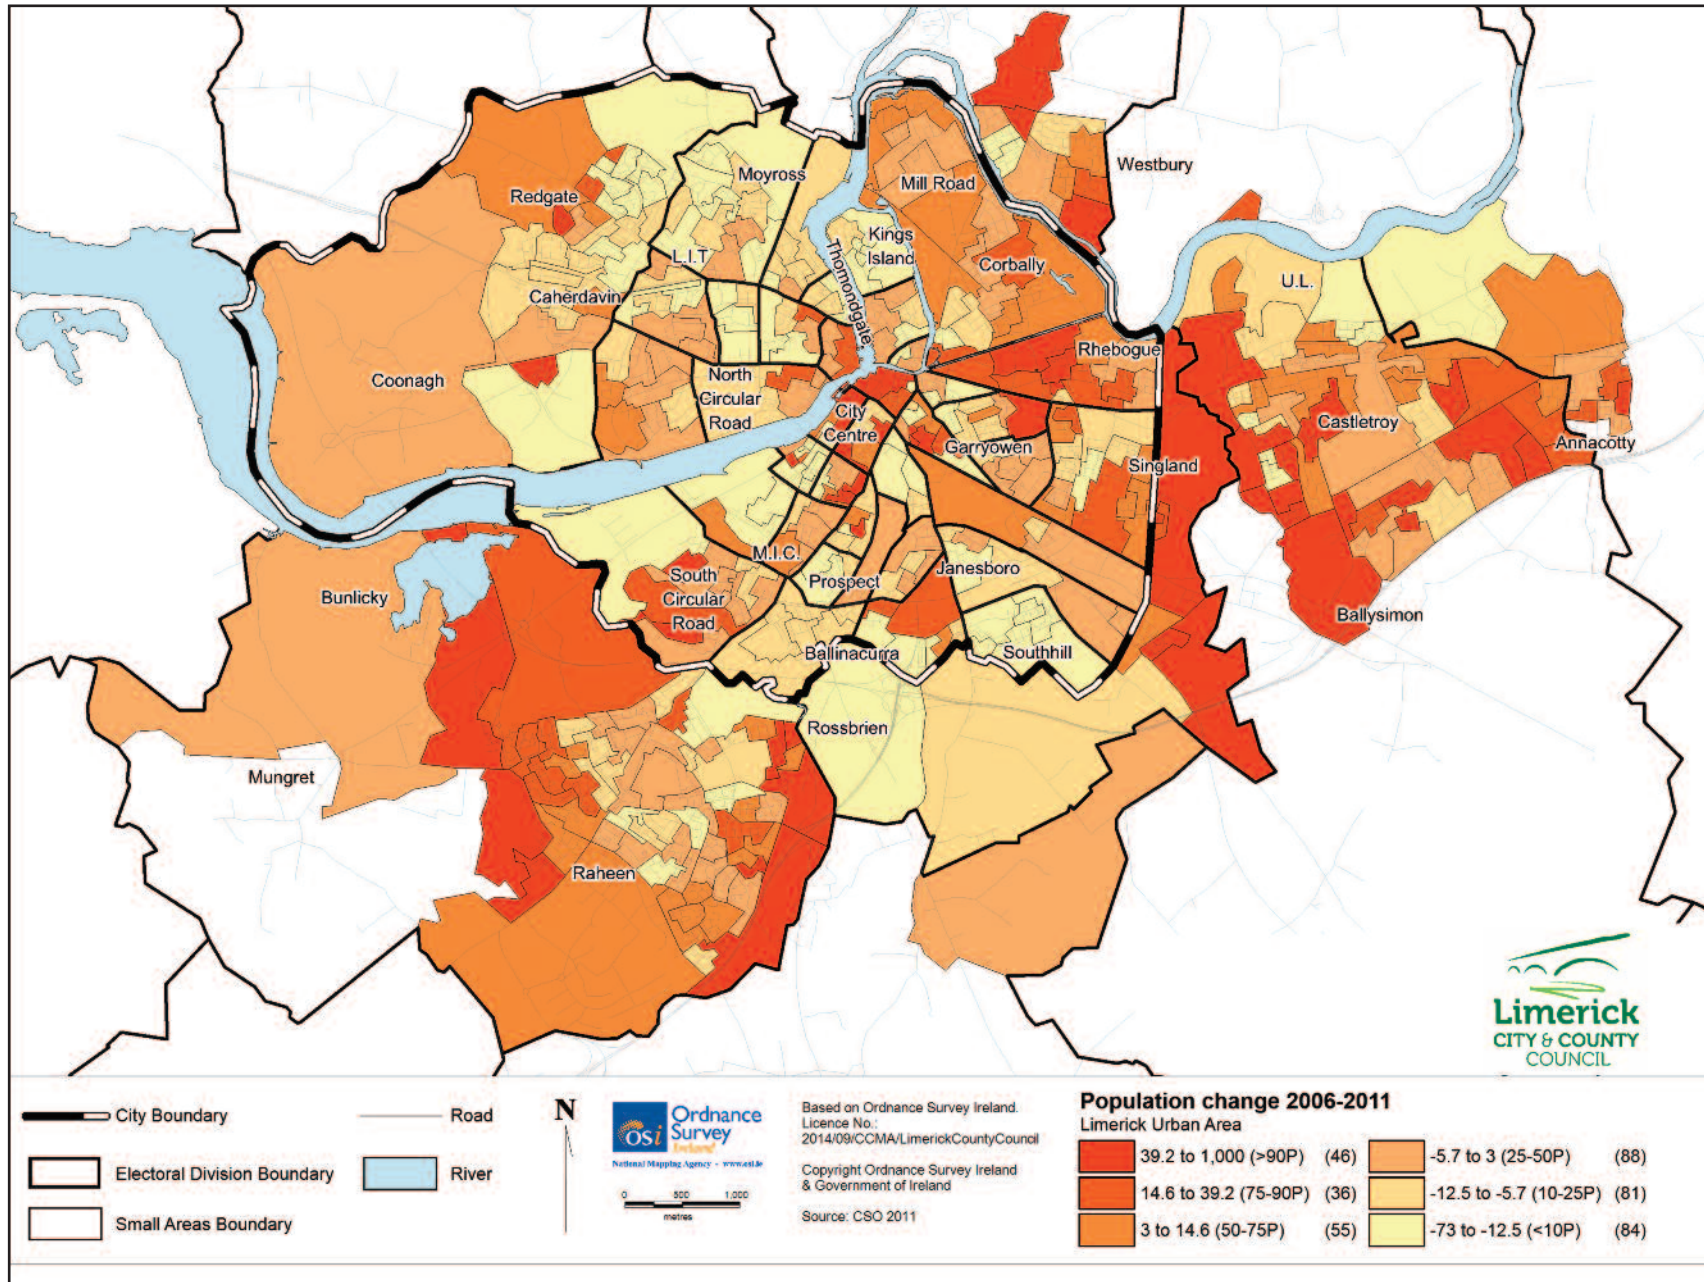 Westbury
Moyross
Mill Road
Redgate
Kings
Island
L.I.T
Corbally
U.L.
Thomondgate.
Caherdavin
Rhebogue
Coonagh
North
Circular
Road
City
Centre
Castletroy
Annacotty
Garryowen
Singland
M.I.C.
Janesboro
South
Circular
Road
Prospect
Bunlicky
Ballysimon
Ballinacurra
Southhill
Rossbrien
Mungret
Raheen
Limerick
CITY & COUNTY
COUNCIL
City Boundary
Road
Electoral Division Boundary
River
Small Areas Boundary
N
osi
Ordnance
Survey
Ireland
National Mapping Agency - www.osi.ie
0 500 1,000
metres
Based on Ordnance Survey Ireland.
Licence No.:
2014/09/CCMA/LimerickCountyCouncil
Copyright Ordnance Survey Ireland
& Government of Ireland
Source: CSO 2011
Population change 2006-2011
Limerick Urban Area
39.2 to 1,000 (>90P) (46)
14.6 to 39.2 (75-90P) (36)
3 to 14.6 (50-75P) (55)
-5.7 to 3 (25-50P) (88)
-12.5 to -5.7 (10-25P) (81)
-73 to -12.5 (<10P) (84)